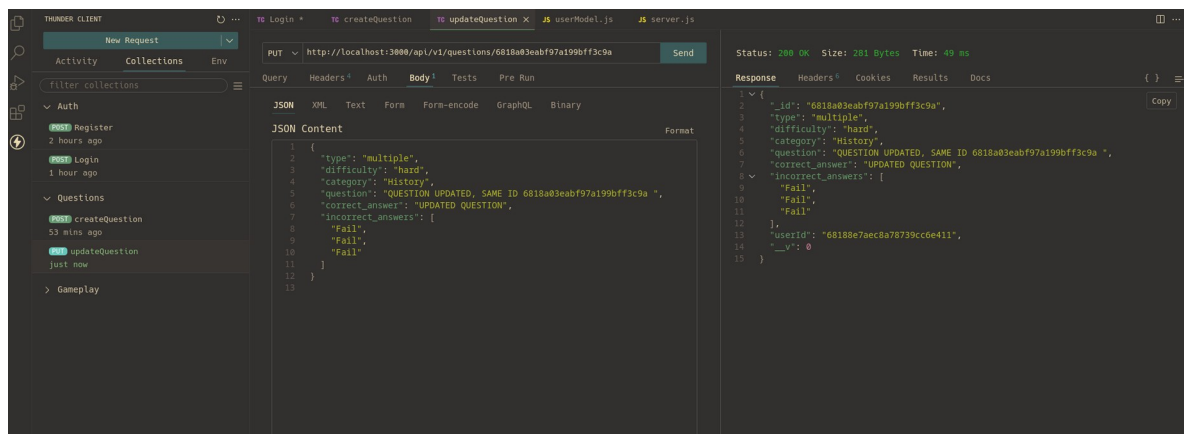 THUNDER CLIENT
New Request
Activity Collections Env
filter collections
Auth
POST Register
2 hours ago
POST Login
1 hour ago
Questions
POST createQuestion
53 mins ago
PUT updateQuestion
just now
Gameplay
TC Login * TC createQuestion TC updateQuestion × JS userModel.js JS server.js
PUT http://localhost:3000/api/v1/questions/6818a03eabf97a199bff3c9a Send
Query Headers 4 Auth Body 1 Tests Pre Run
JSON XML Text Form Form-encode GraphQL Binary
JSON Content Format
1 {
2 "type": "multiple",
3 "difficulty": "hard",
4 "category": "History",
5 "question": "QUESTION UPDATED, SAME ID 6818a03eabf97a199bff3c9a ",
6 "correct_answer": "UPDATED QUESTION",
7 "incorrect_answers": [
8 "Fail",
9 "Fail",
10 "Fail"
11 ]
12 }
13
Status: 200 OK Size: 281 Bytes Time: 49 ms
Response Headers 6 Cookies Results Docs { }
Copy
1 {
2 "_id": "6818a03eabf97a199bff3c9a",
3 "type": "multiple",
4 "difficulty": "hard",
5 "category": "History",
6 "question": "QUESTION UPDATED, SAME ID 6818a03eabf97a199bff3c9a ",
7 "correct_answer": "UPDATED QUESTION",
8 "incorrect_answers": [
9 "Fail",
10 "Fail",
11 "Fail"
12 ],
13 "userId": "68188e7aec8a78739cc6e411",
14 "__v": 0
15 }